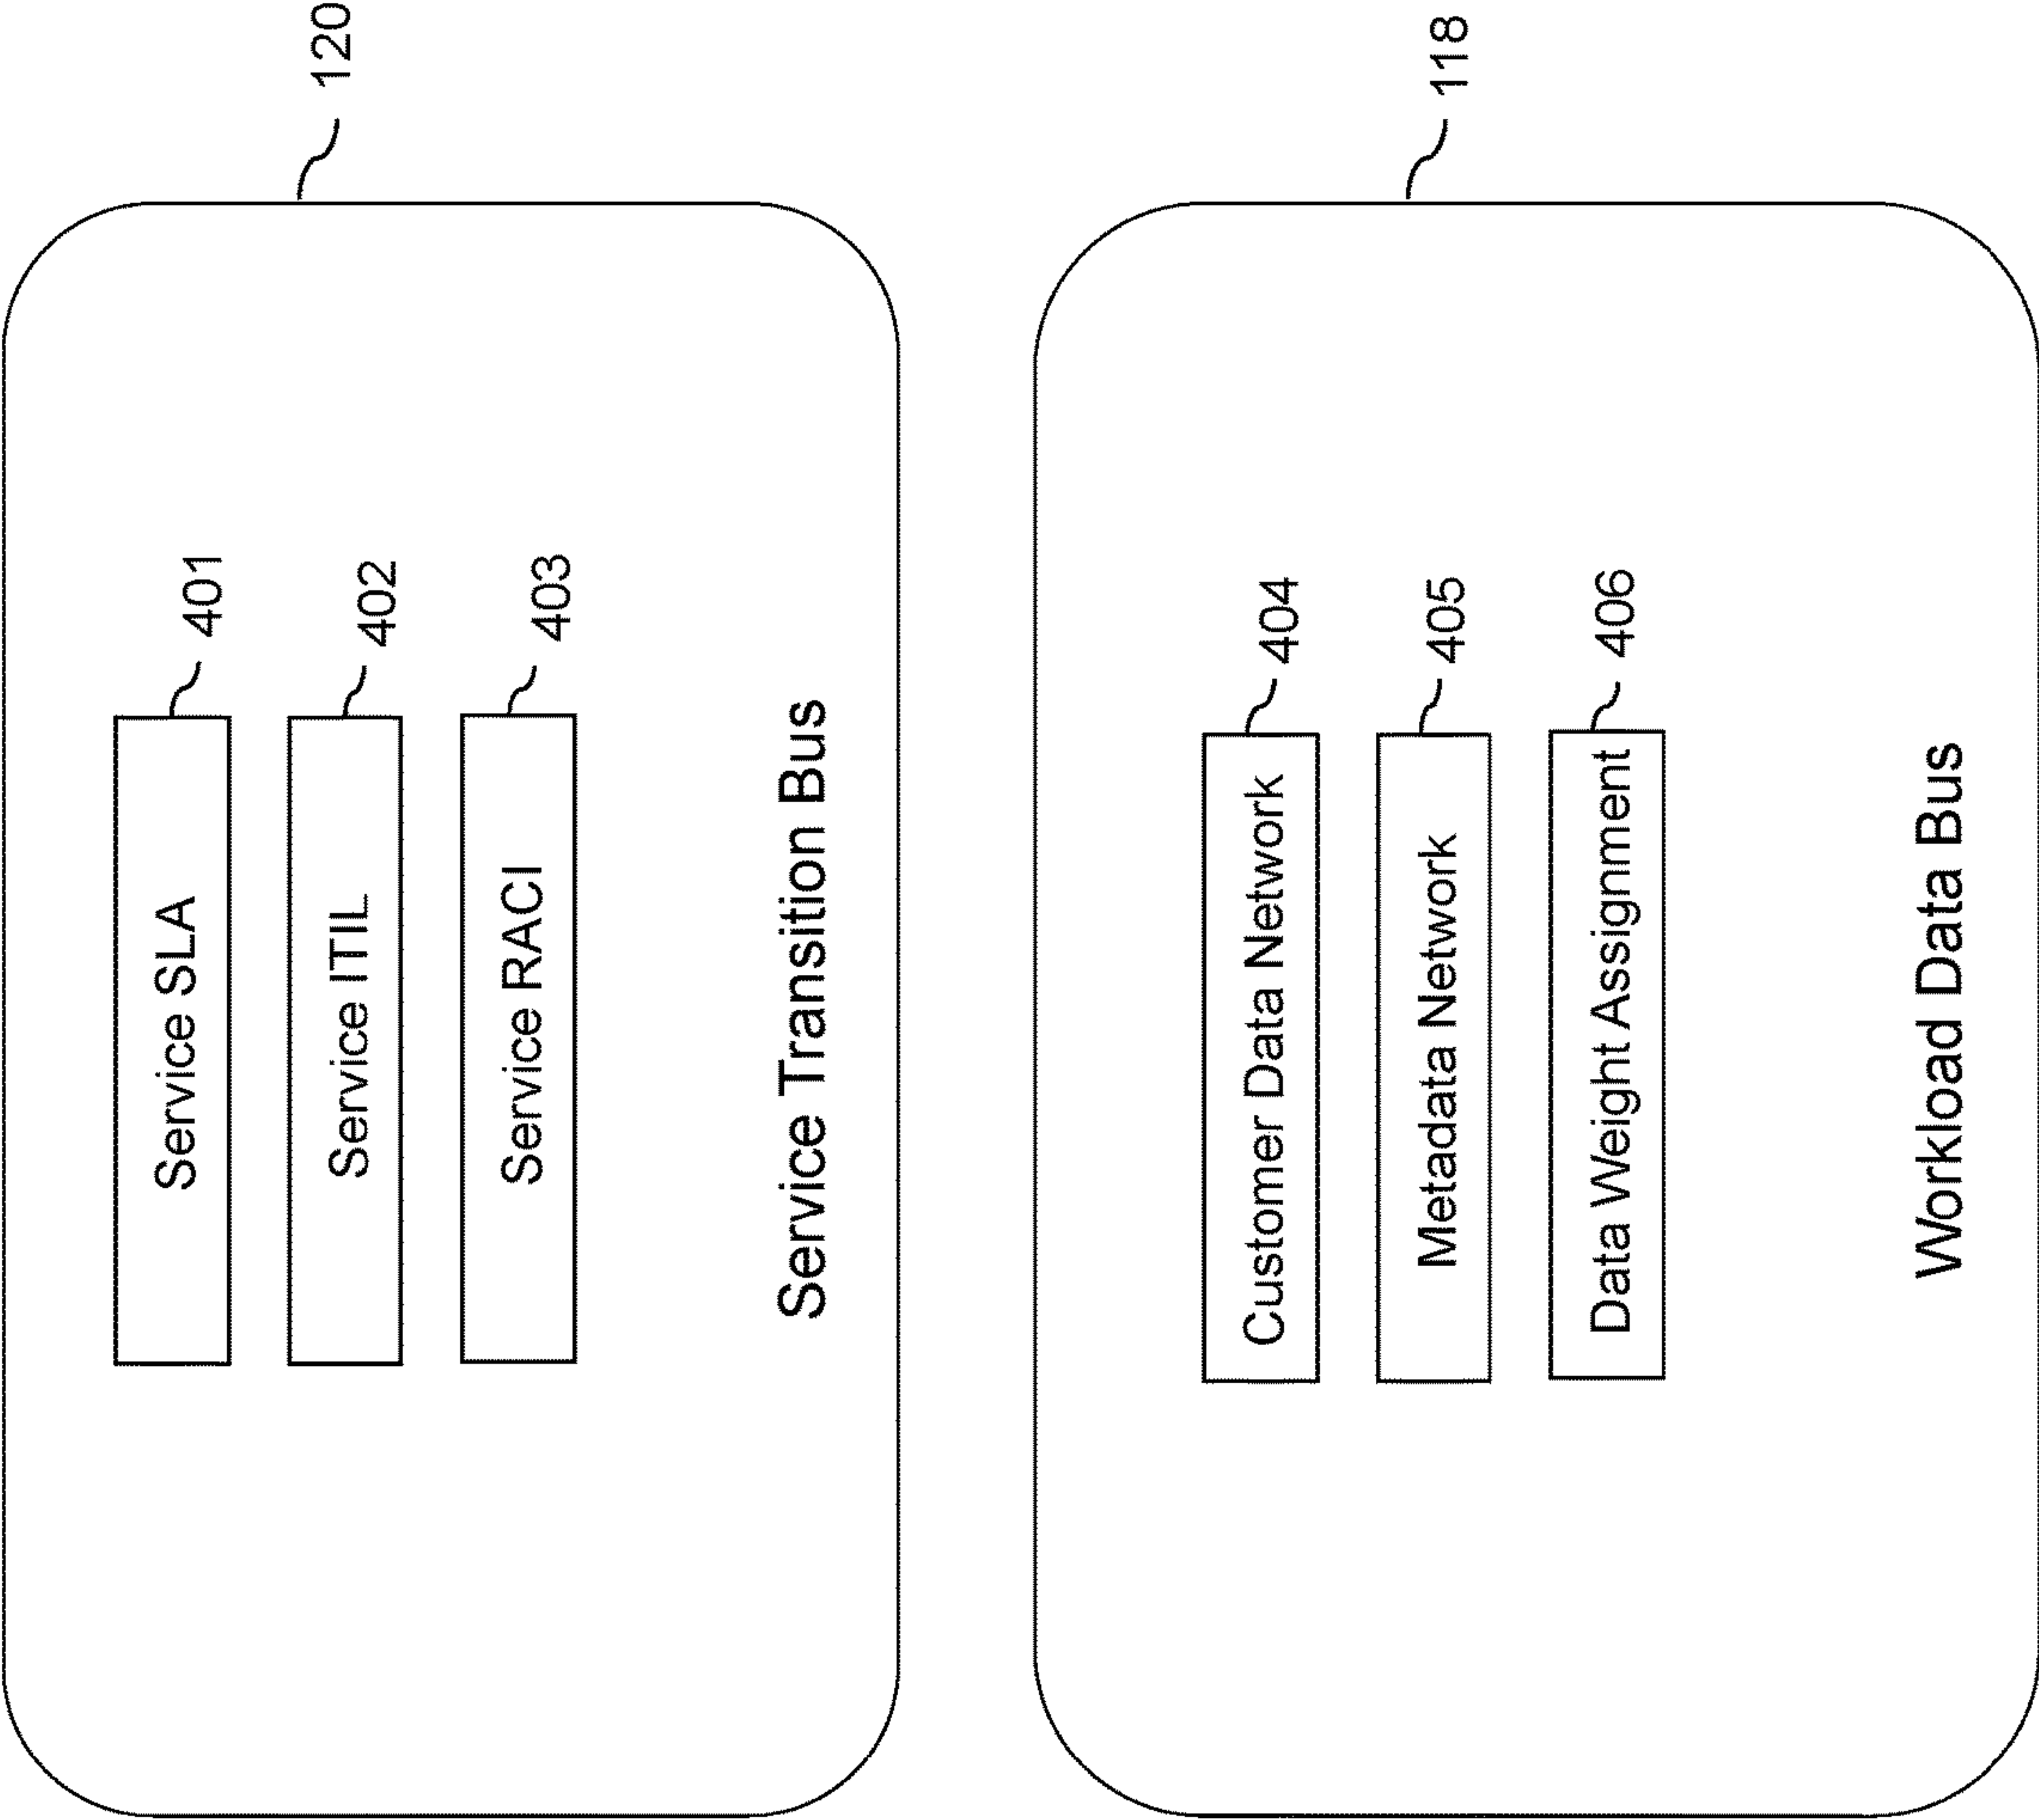 120
Service SLA
401
Service ITIL
402
Service RACI
403
Service Transition Bus
118
Customer Data Network
404
Metadata Network
405
Data Weight Assignment
406
Workload Data Bus